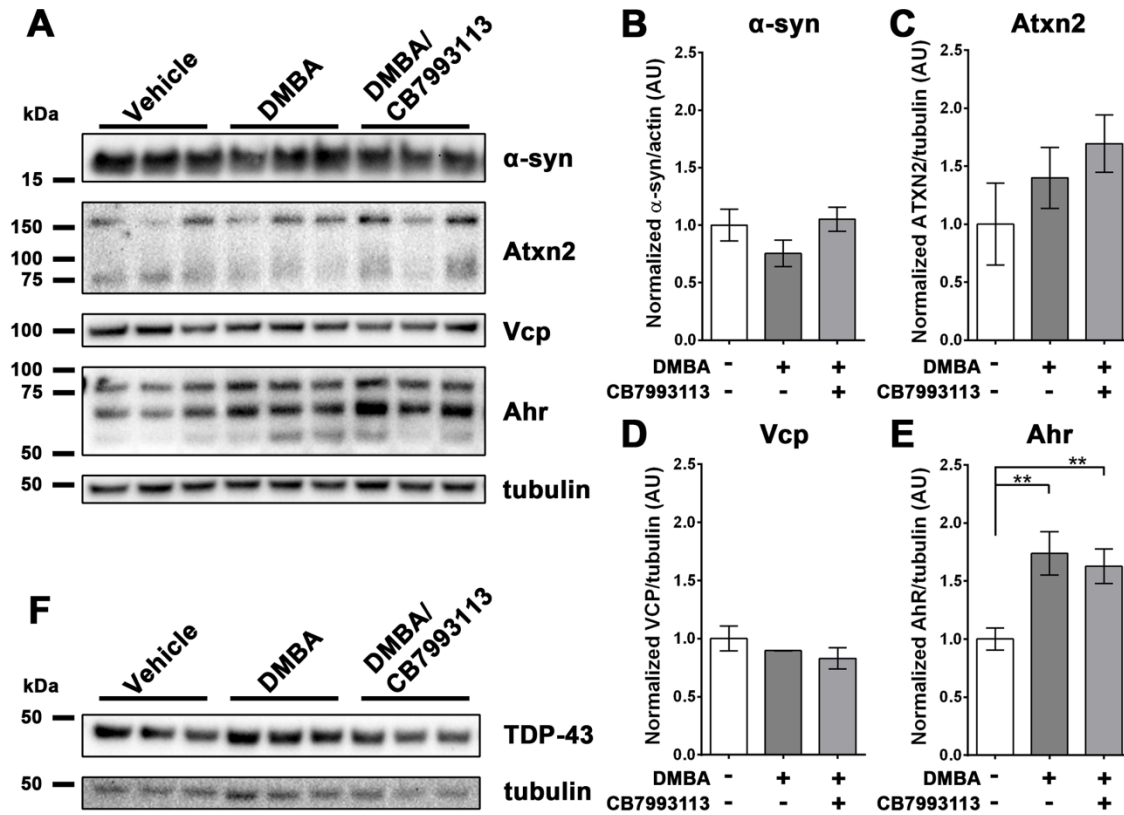 A
Vehicle
DMBA
DMBA/
CB7993113
kDa
α-syn
15
150
Atxn2
100
75
100
Vcp
100
75
Ahr
50
50
tubulin
B
α-syn
Normalized α-syn/actin (AU)
2.5
2.0
1.5
1.0
0.5
0.0
DMBA - + +
CB7993113 - - +
C
Atxn2
Normalized ATXN2/tubulin (AU)
2.5
2.0
1.5
1.0
0.5
0.0
DMBA - + +
CB7993113 - - +
D
Vcp
Normalized VCP/tubulin (AU)
2.5
2.0
1.5
1.0
0.5
0.0
DMBA - + +
CB7993113 - - +
E
Ahr
Normalized AhR/tubulin (AU)
2.5
2.0
1.5
1.0
0.5
0.0
**
**
DMBA - + +
CB7993113 - - +
F
Vehicle
DMBA
DMBA/
CB7993113
kDa
50
TDP-43
50
tubulin